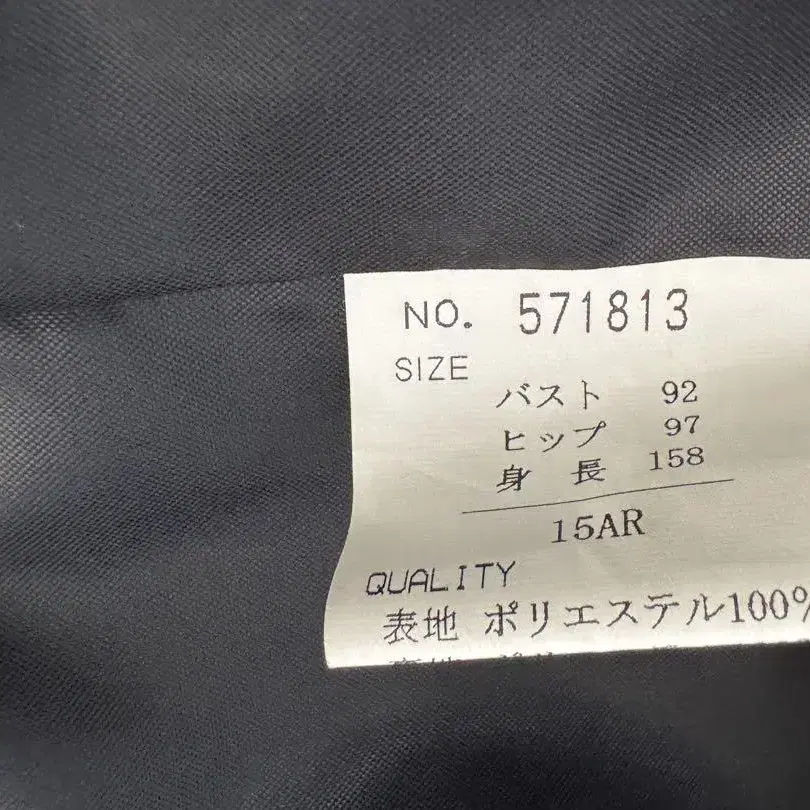 NO. 571813
SIZE
バスト 92
ヒップ 97
身長 158
15AR
QUALITY
表地 ポリエステル100%